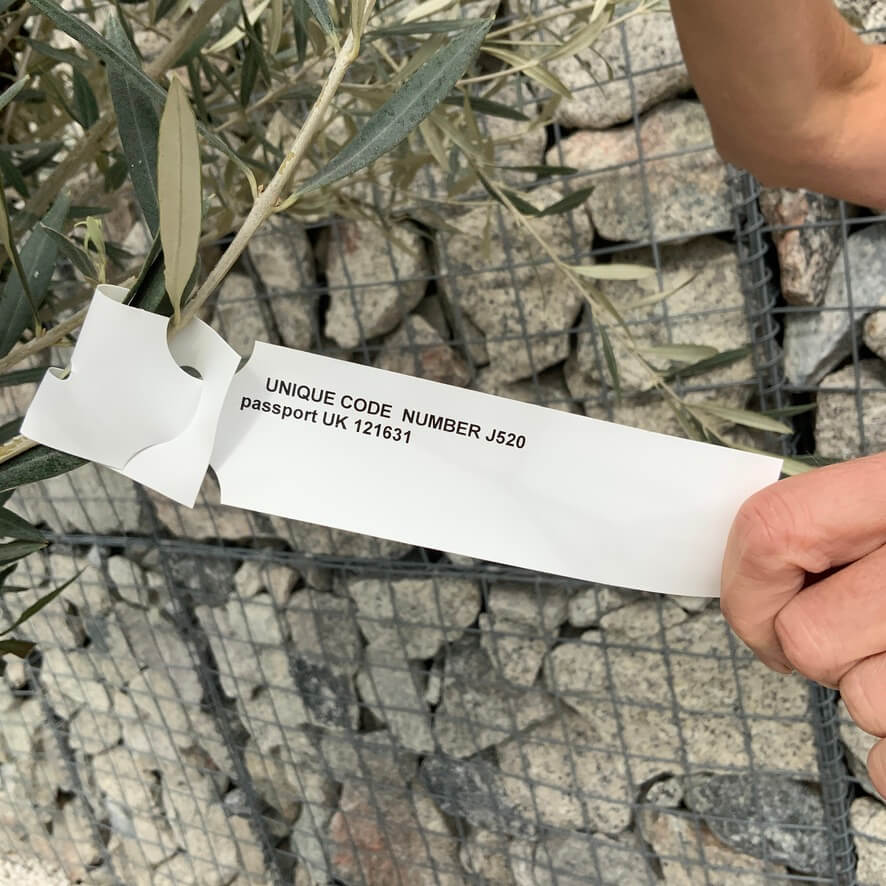 UNIQUE CODE NUMBER J520
passport UK 121631